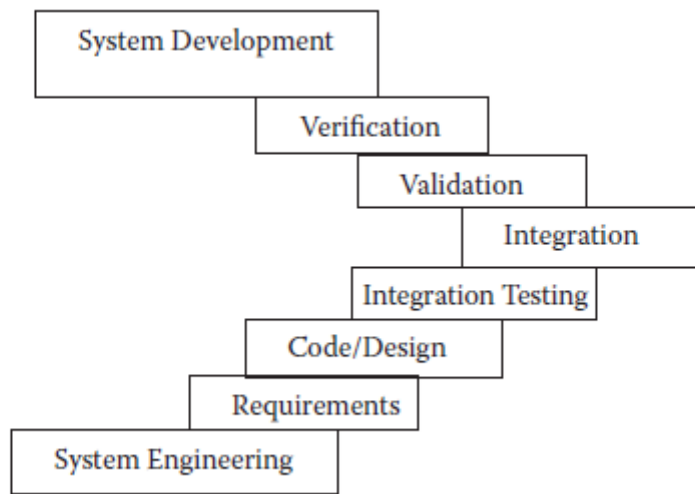 System Development
Verification
Validation
Integration
Integration Testing
Code/Design
Requirements
System Engineering